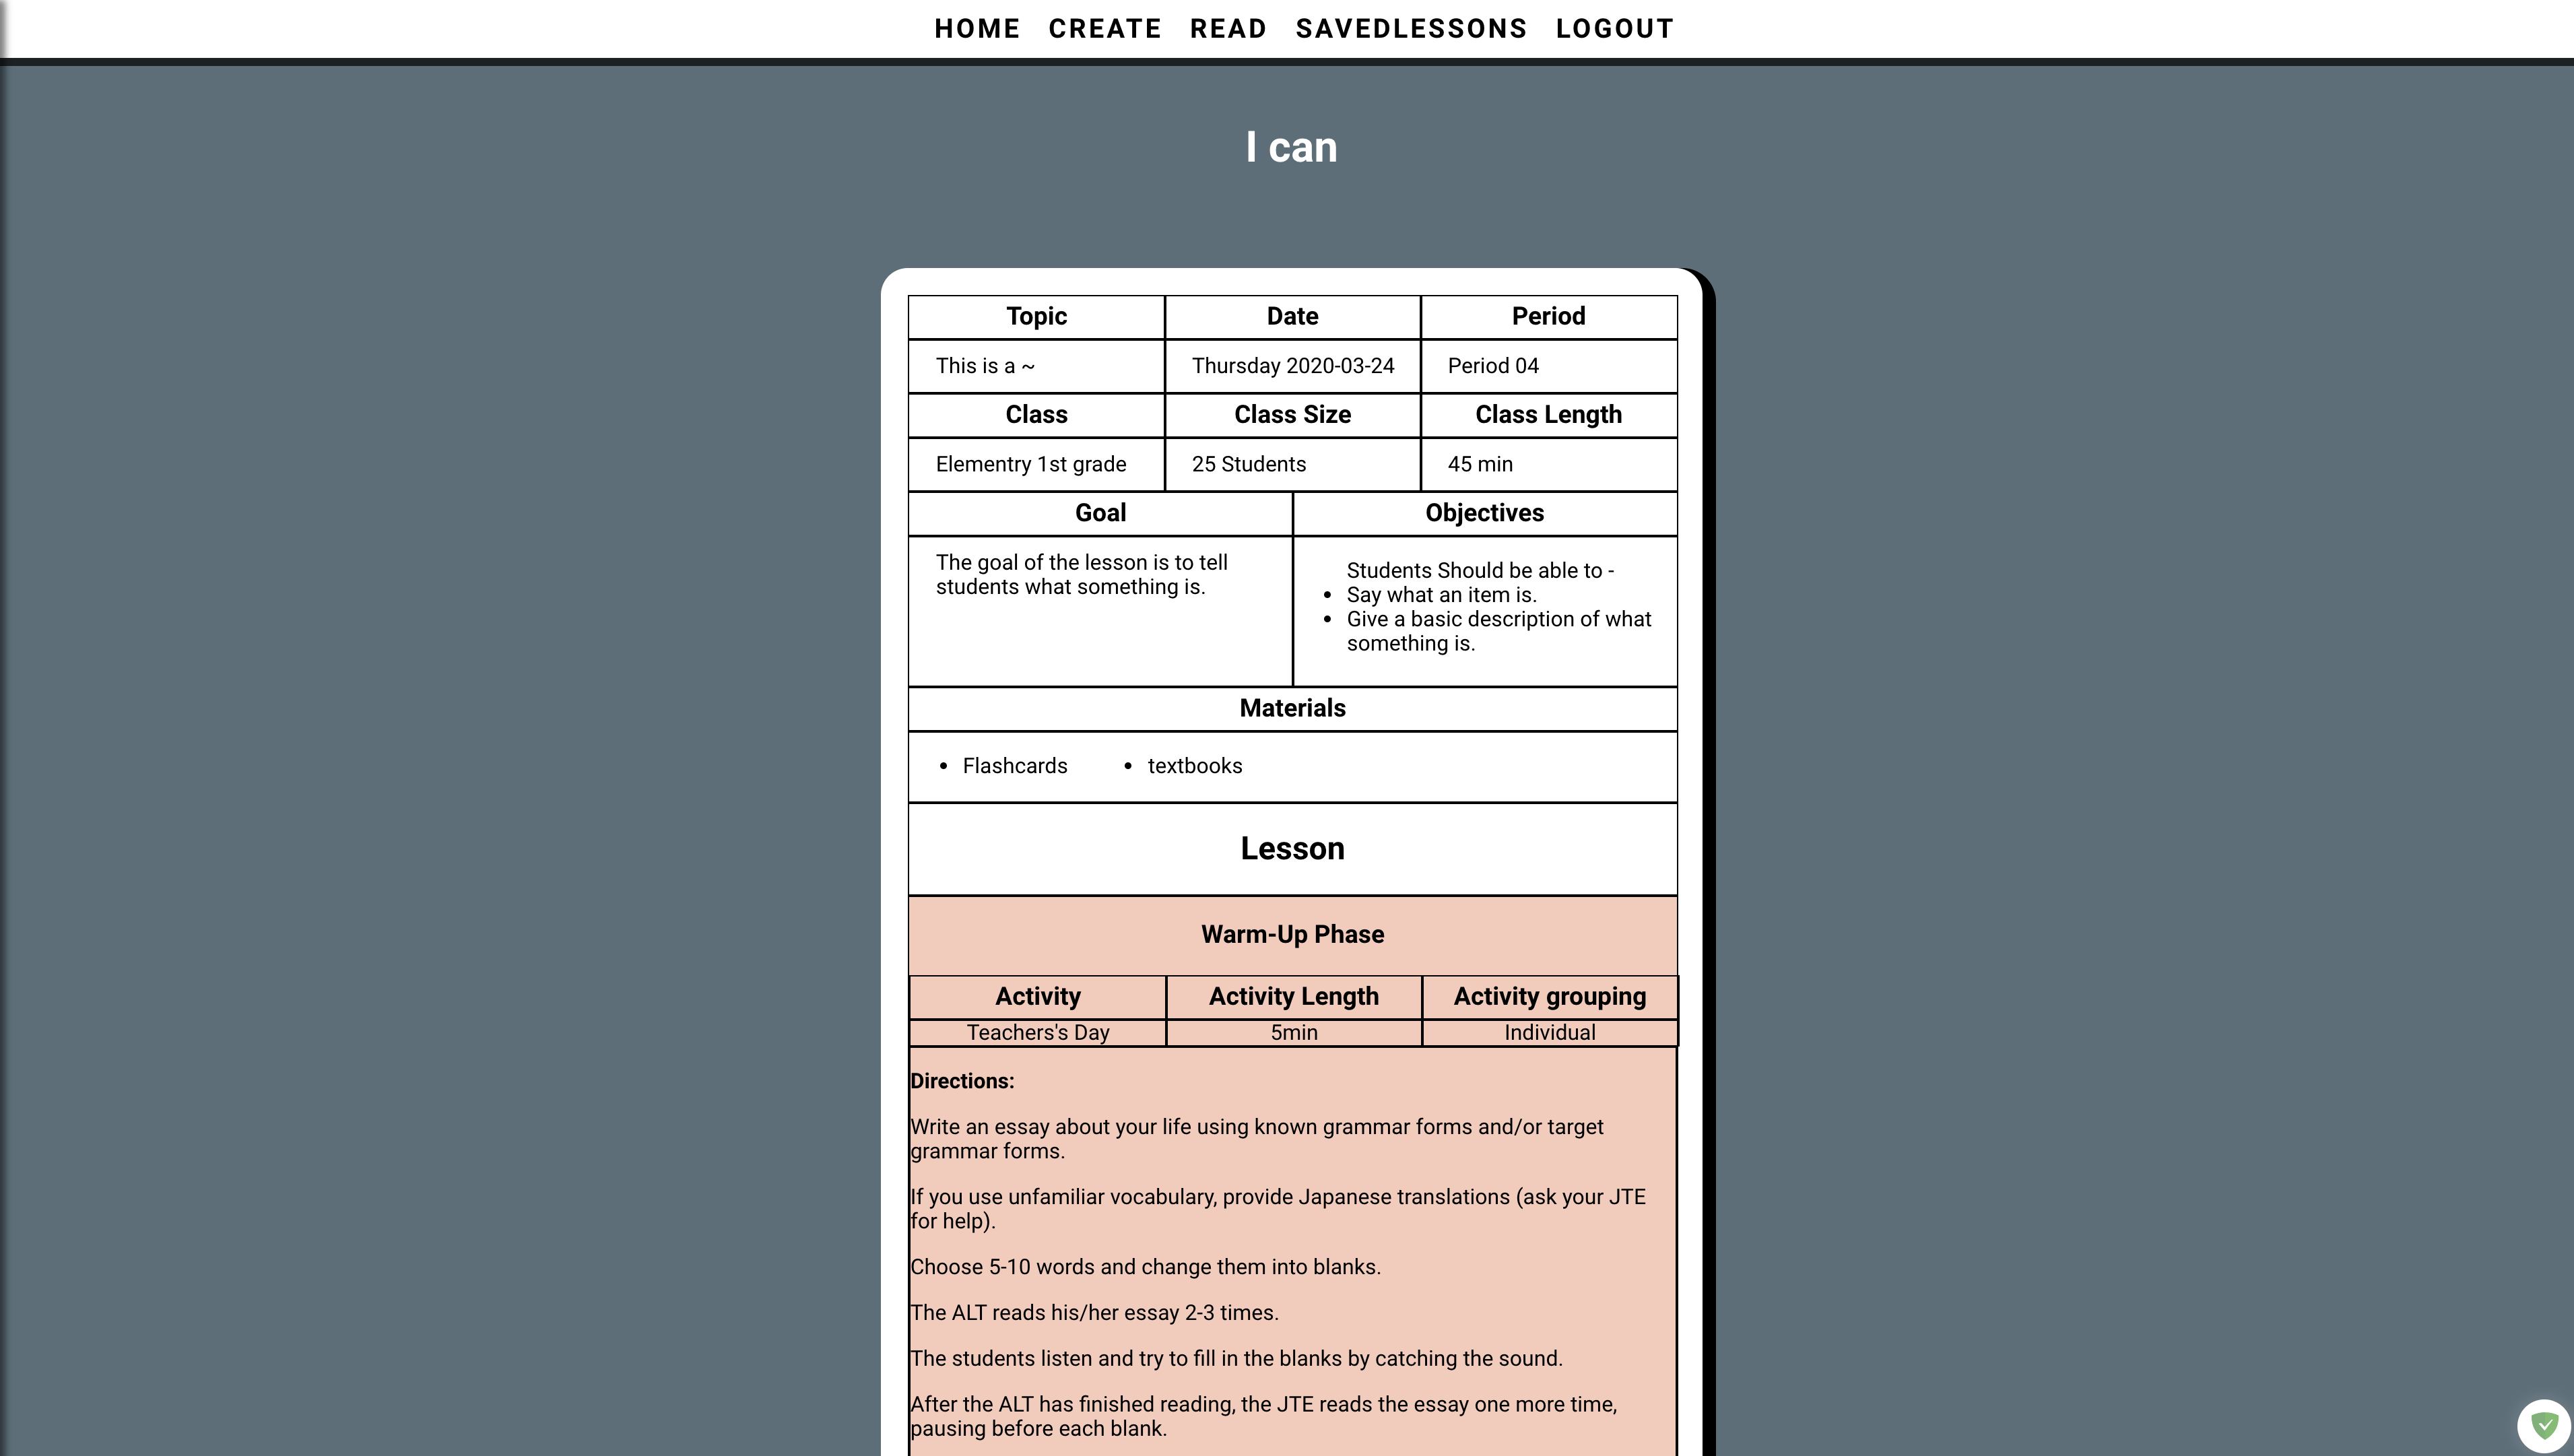 HOME CREATE READ SAVEDLESSONS LOGOUT
I can
Topic Date Period
This is a ~ Thursday 2020-03-24 Period 04
Class Class Size Class Length
Elementry 1st grade 25 Students 45 min
Goal Objectives
The goal of the lesson is to tell
students what something is.
Students Should be able to -
• Say what an item is.
• Give a basic description of what
something is.
Materials
• Flashcards • textbooks
Lesson
Warm-Up Phase
Activity Activity Length Activity grouping
Teachers's Day 5min Individual
Directions:
Write an essay about your life using known grammar forms and/or target
grammar forms.
If you use unfamiliar vocabulary, provide Japanese translations (ask your JTE
for help).
Choose 5-10 words and change them into blanks.
The ALT reads his/her essay 2-3 times.
The students listen and try to fill in the blanks by catching the sound.
After the ALT has finished reading, the JTE reads the essay one more time,
pausing before each blank.